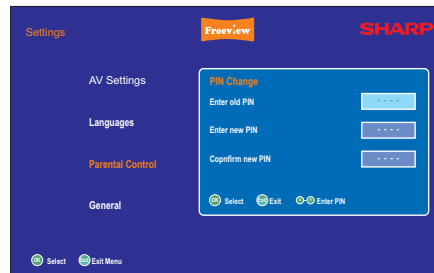 Settings
Freeview
SHARP
AV Settings
Languages
Parental Control
General
PIN Change
Enter old PIN
- - - -
Enter new PIN
- - - -
Copnfirm new PIN
- - - -
OK Select Exit Exit 0-9 Enter PIN
OK Select Exit Exit Menu